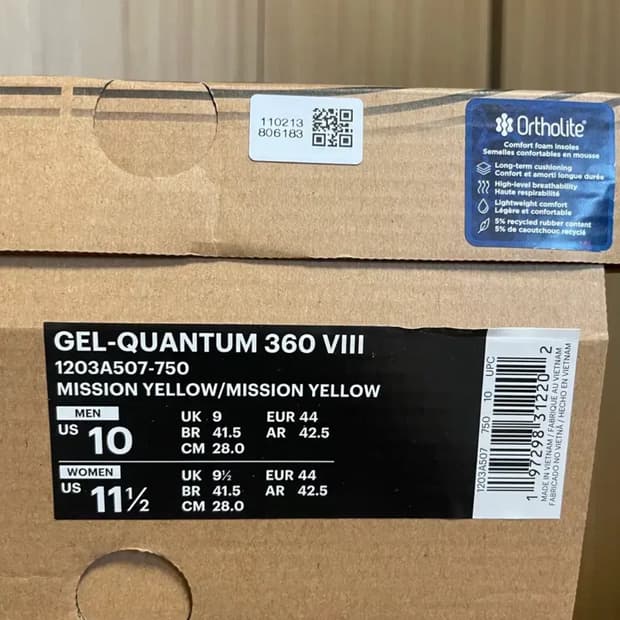 110213
806183
Ortholite®
Comfort foam insoles
Semelles confortables en mousse
Long-term cushioning
Confort et amorti longue durée
High-level breathability
Haute respirabilité
Lightweight comfort
Légère et confortable
5% recycled rubber content
5% de caoutchouc recyclé
GEL-QUANTUM 360 VIII
1203A507-750
MISSION YELLOW/MISSION YELLOW
MEN
US 10
UK 9 EUR 44
BR 41.5 AR 42.5
CM 28.0
WOMEN
US 11½
UK 9½ EUR 44
BR 41.5 AR 42.5
CM 28.0
1203A507 750 10 UPC
1 97298 31220 2
MADE IN VIETNAM / FABRIQUÉ AU VIETNAM
FABRICADO NO VIETNÃ / HECHO EN VIETNAM